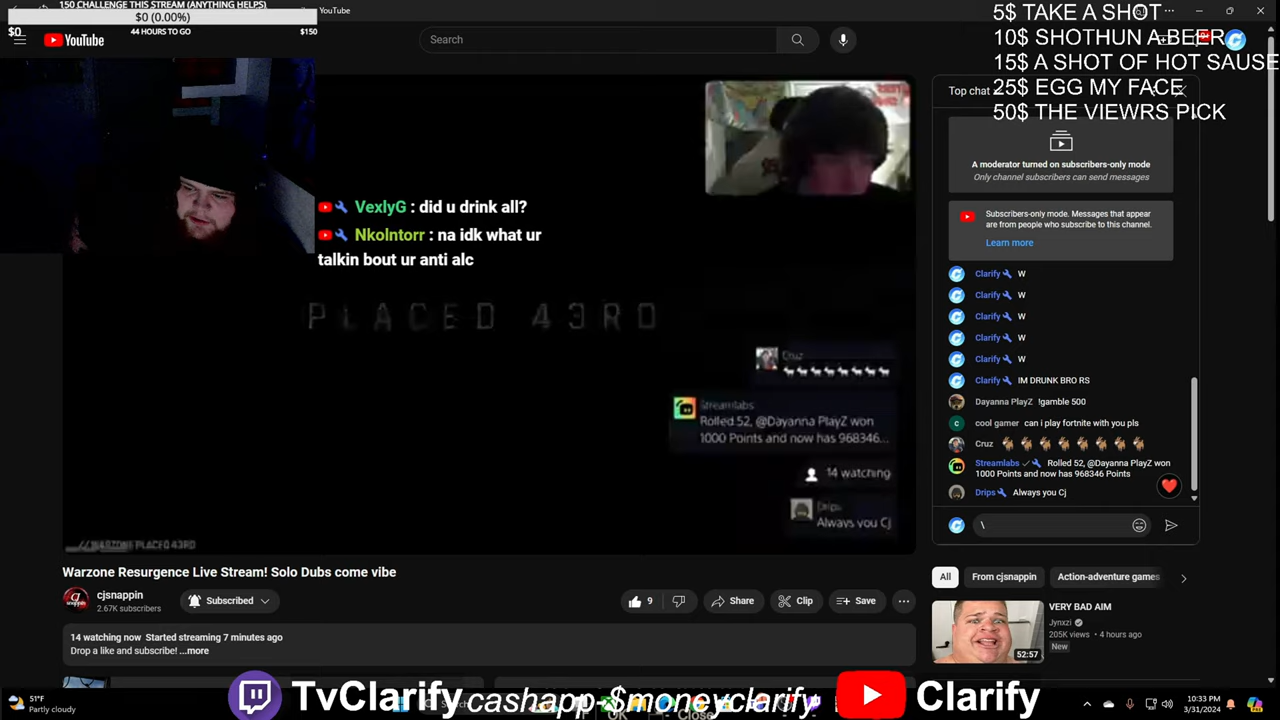 150 CHALLENGE THIS STREAM (ANYTHING HELPS)
$0 (0.00%)
$0
44 HOURS TO GO
$150
YouTube
YouTube
Search
5$ TAKE A SHOT
10$ SHOTHUN A BEER
15$ A SHOT OF HOT SAUSE
25$ EGG MY FACE
50$ THE VIEWRS PICK
VexlyG : did u drink all?
Nkolntorr : na idk what ur
talkin bout ur anti alc
PLACED 43RD
Cruz
Streamlabs
Rolled 52, @Dayanna PlayZ won
1000 Points and now has 968346...
14 watching
Drips
Always you Cj
WARZONE PLACED 43RD
Top chat
A moderator turned on subscribers-only mode
Only channel subscribers can send messages
Subscribers-only mode. Messages that appear
are from people who subscribe to this channel.
Learn more
Clarify W
Clarify W
Clarify W
Clarify W
Clarify W
Clarify IM DRUNK BRO RS
Dayanna PlayZ !gamble 500
cool gamer can i play fortnite with you pls
Cruz
Streamlabs Rolled 52, @Dayanna PlayZ won
1000 Points and now has 968346 Points
Drips Always you Cj
\
Warzone Resurgence Live Stream! Solo Dubs come vibe
cjsnappin
2.67K subscribers
Subscribed
9
Share
Clip
Save
14 watching now Started streaming 7 minutes ago
Drop a like and subscribe! ...more
All
From cjsnappin
Action-adventure games
VERY BAD AIM
Jynxzi
205K views • 4 hours ago
New
52:57
51°F
Partly cloudy
TvClarify
cashapp-$moneyclarify
Clarify
OK
Close
10:33 PM
3/31/2024